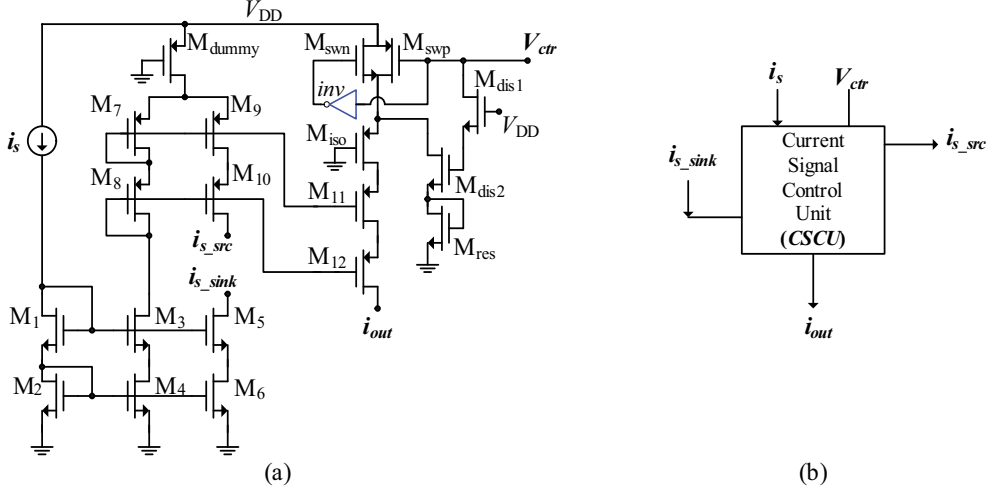 V_DD
M_dummy
M_swn
M_swp
V_ctr
inv
M_dis1
V_DD
M_7
M_9
i_s
M_iso
M_8
M_10
M_dis2
M_11
i_s_src
M_res
M_12
i_s_sink
i_out
M_1
M_3
M_5
M_2
M_4
M_6
(a)
i_s
V_ctr
i_s_sink
i_s_src
Current
Signal
Control
Unit
(CSCU)
i_out
(b)